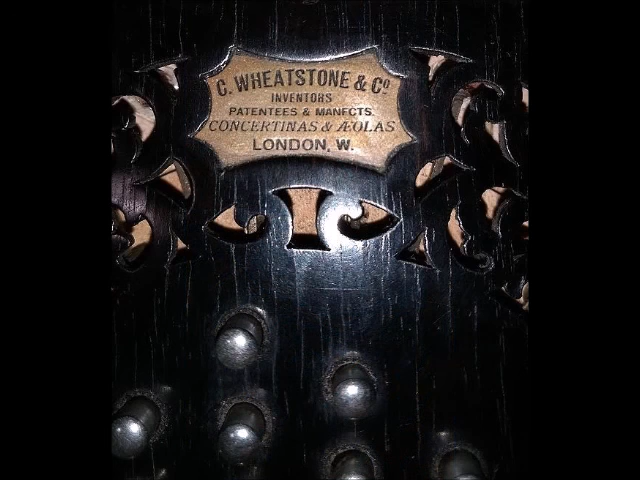 C. WHEATSTONE & Co
INVENTORS
PATENTEES & MANFCTS.
CONCERTINAS & ÆOLAS
LONDON, W.